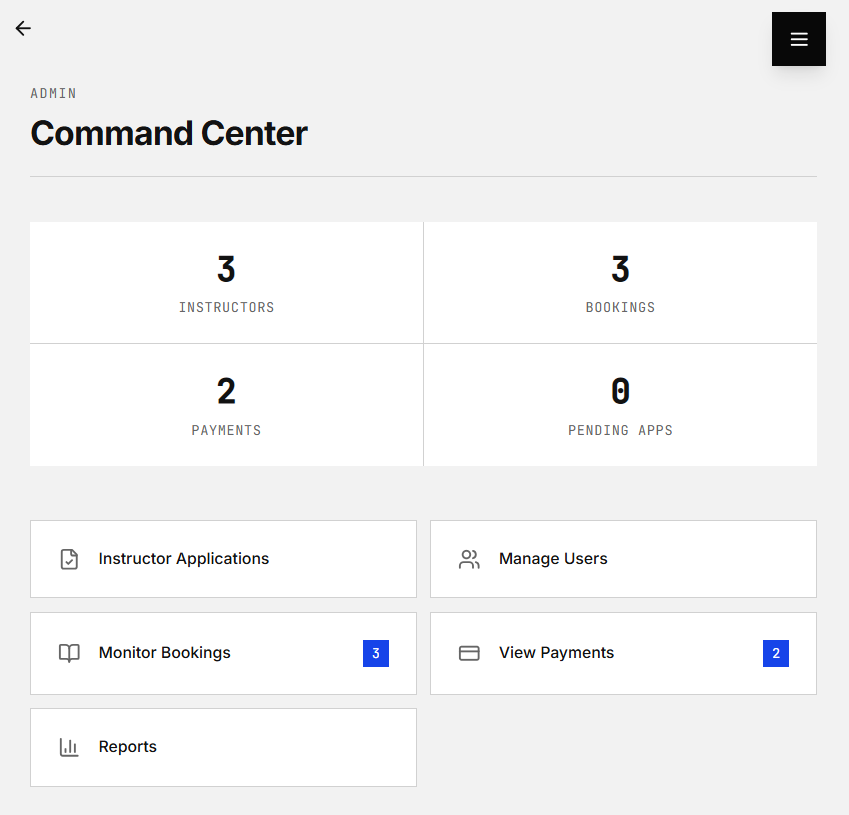 ADMIN
Command Center
3
INSTRUCTORS
3
BOOKINGS
2
PAYMENTS
0
PENDING APPS
Instructor Applications
Manage Users
Monitor Bookings 3
View Payments 2
Reports